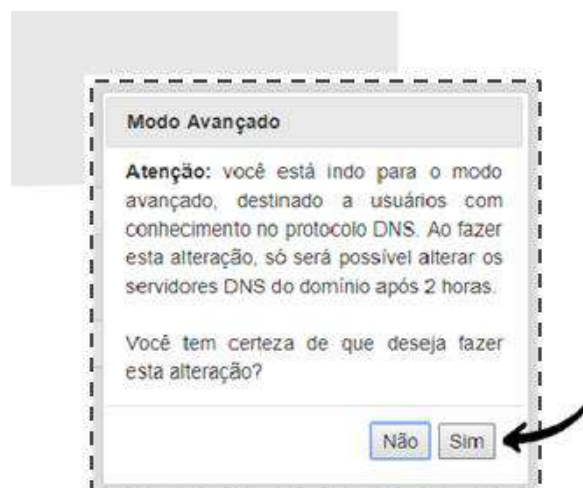 Modo Avançado
Atenção: você está indo para o modo
avançado, destinado a usuários com
conhecimento no protocolo DNS. Ao fazer
esta alteração, só será possível alterar os
servidores DNS do domínio após 2 horas.
Você tem certeza de que deseja fazer
esta alteração?
Não Sim